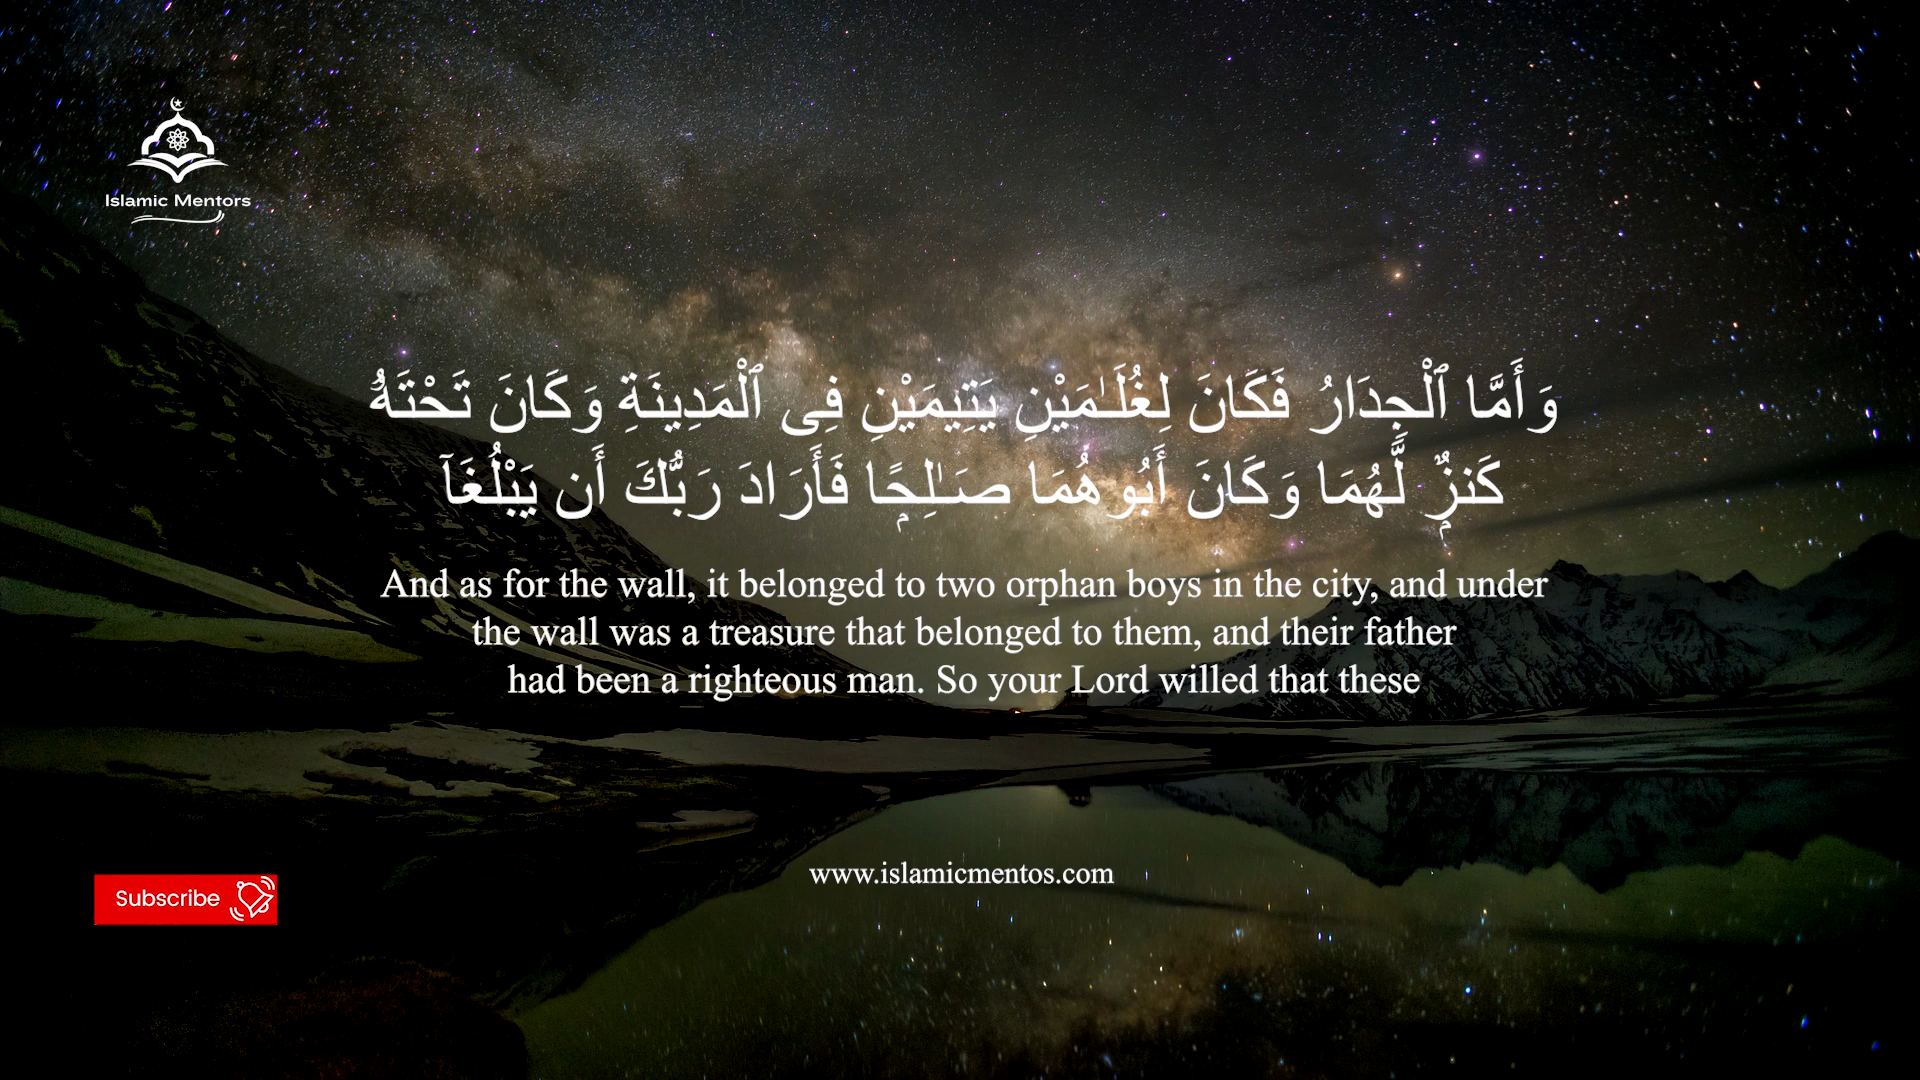 Islamic Mentors
وَأَمَّا ٱلْجِدَارُ فَكَانَ لِغُلَـٰمَيْنِ يَتِيمَيْنِ فِى ٱلْمَدِينَةِ وَكَانَ تَحْتَهُۥ
كَنزٌۭ لَّهُمَا وَكَانَ أَبُوهُمَا صَـٰلِحًۭا فَأَرَادَ رَبُّكَ أَن يَبْلُغَآ
And as for the wall, it belonged to two orphan boys in the city, and under
the wall was a treasure that belonged to them, and their father
had been a righteous man. So your Lord willed that these
www.islamicmentos.com
Subscribe